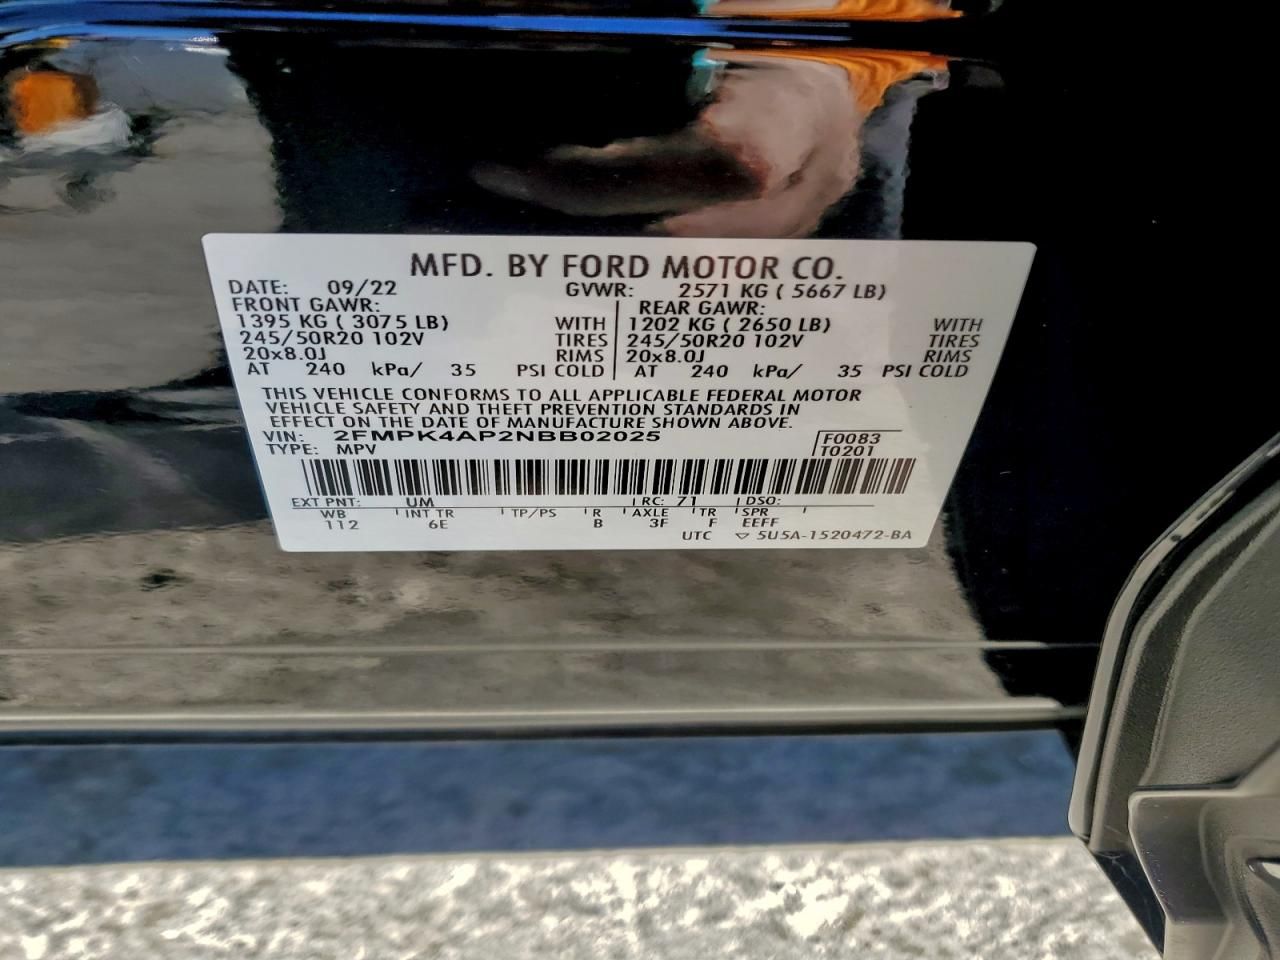 MFD. BY FORD MOTOR CO.
DATE: 09/22 GVWR: 2571 KG ( 5667 LB)
FRONT GAWR: REAR GAWR:
1395 KG ( 3075 LB) WITH 1202 KG ( 2650 LB) WITH
245/50R20 102V TIRES 245/50R20 102V TIRES
20x8.0J RIMS 20x8.0J RIMS
AT 240 kPa/ 35 PSI COLD AT 240 kPa/ 35 PSI COLD
THIS VEHICLE CONFORMS TO ALL APPLICABLE FEDERAL MOTOR
VEHICLE SAFETY AND THEFT PREVENTION STANDARDS IN
EFFECT ON THE DATE OF MANUFACTURE SHOWN ABOVE.
VIN: 2FMPK4AP2NBB02025 F0083
TYPE: MPV T0201
EXT PNT: UM RC: 71 DSO:
WB INT TR TP/PS R AXLE TR SPR
112 6E B 3F F EEFF
UTC ▽ 5U5A-1520472-BA